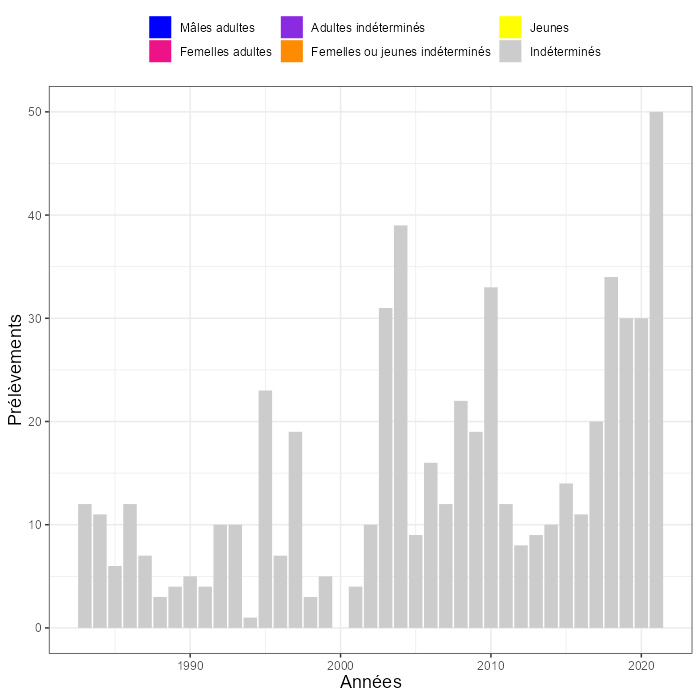 Mâles adultes Adultes indéterminés Jeunes
Femelles adultes Femelles ou jeunes indéterminés Indéterminés
50
40
30
20
10
0
Prélèvements
1990 2000 2010 2020
Années